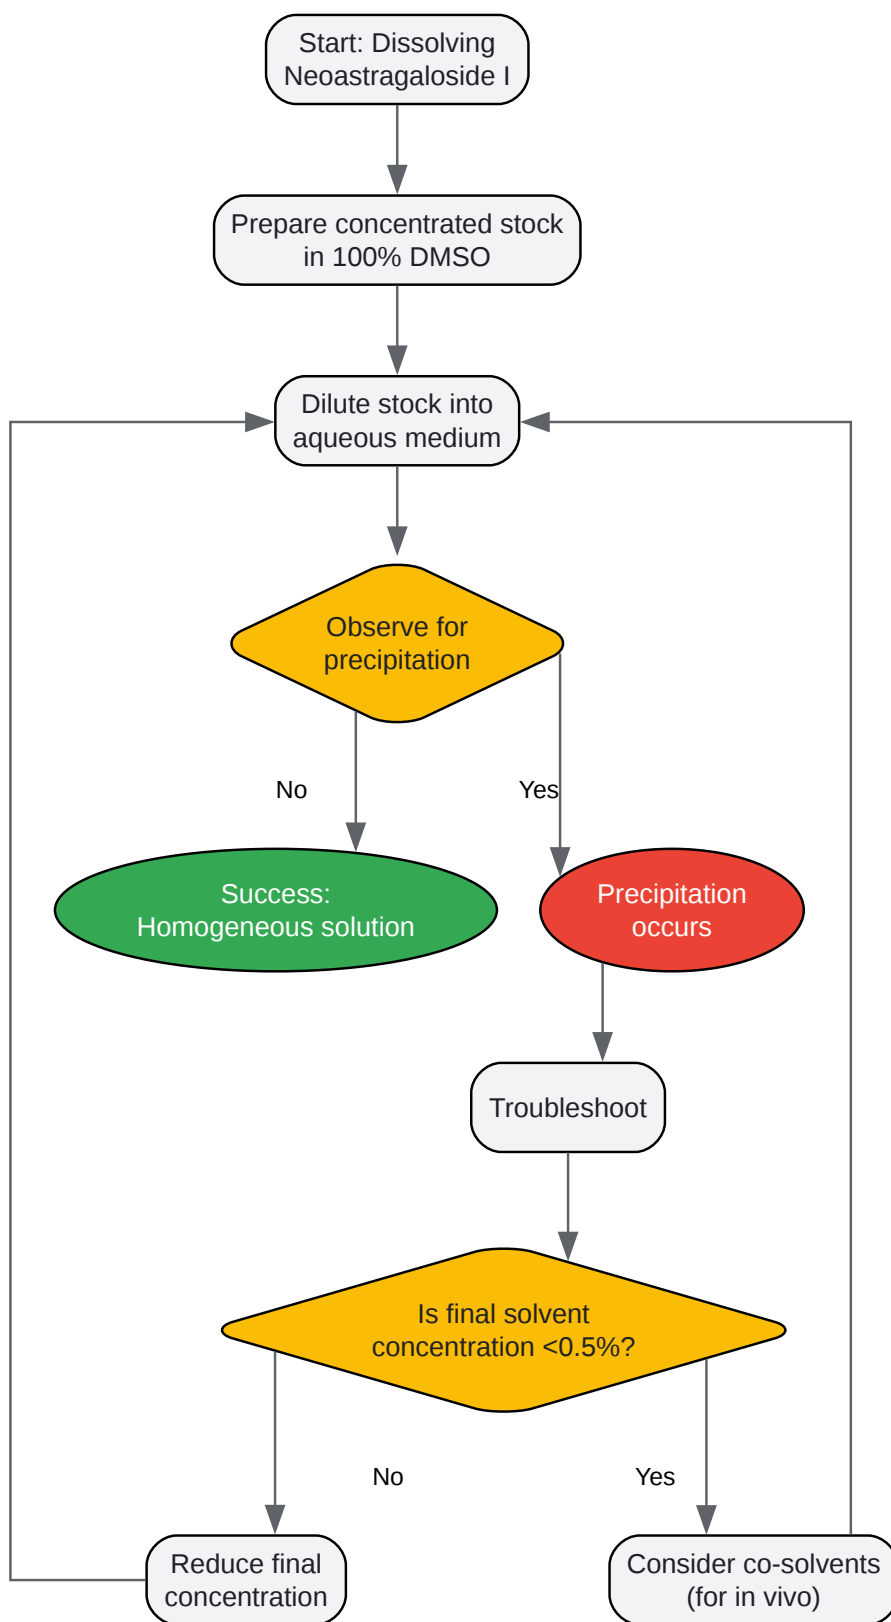 Start: Dissolving
Neoastragaloside I
Prepare concentrated stock
in 100% DMSO
Dilute stock into
aqueous medium
Observe for
precipitation
No
Yes
Success:
Homogeneous solution
Precipitation
occurs
Troubleshoot
Is final solvent
concentration <0.5%?
No
Yes
Reduce final
concentration
Consider co-solvents
(for in vivo)